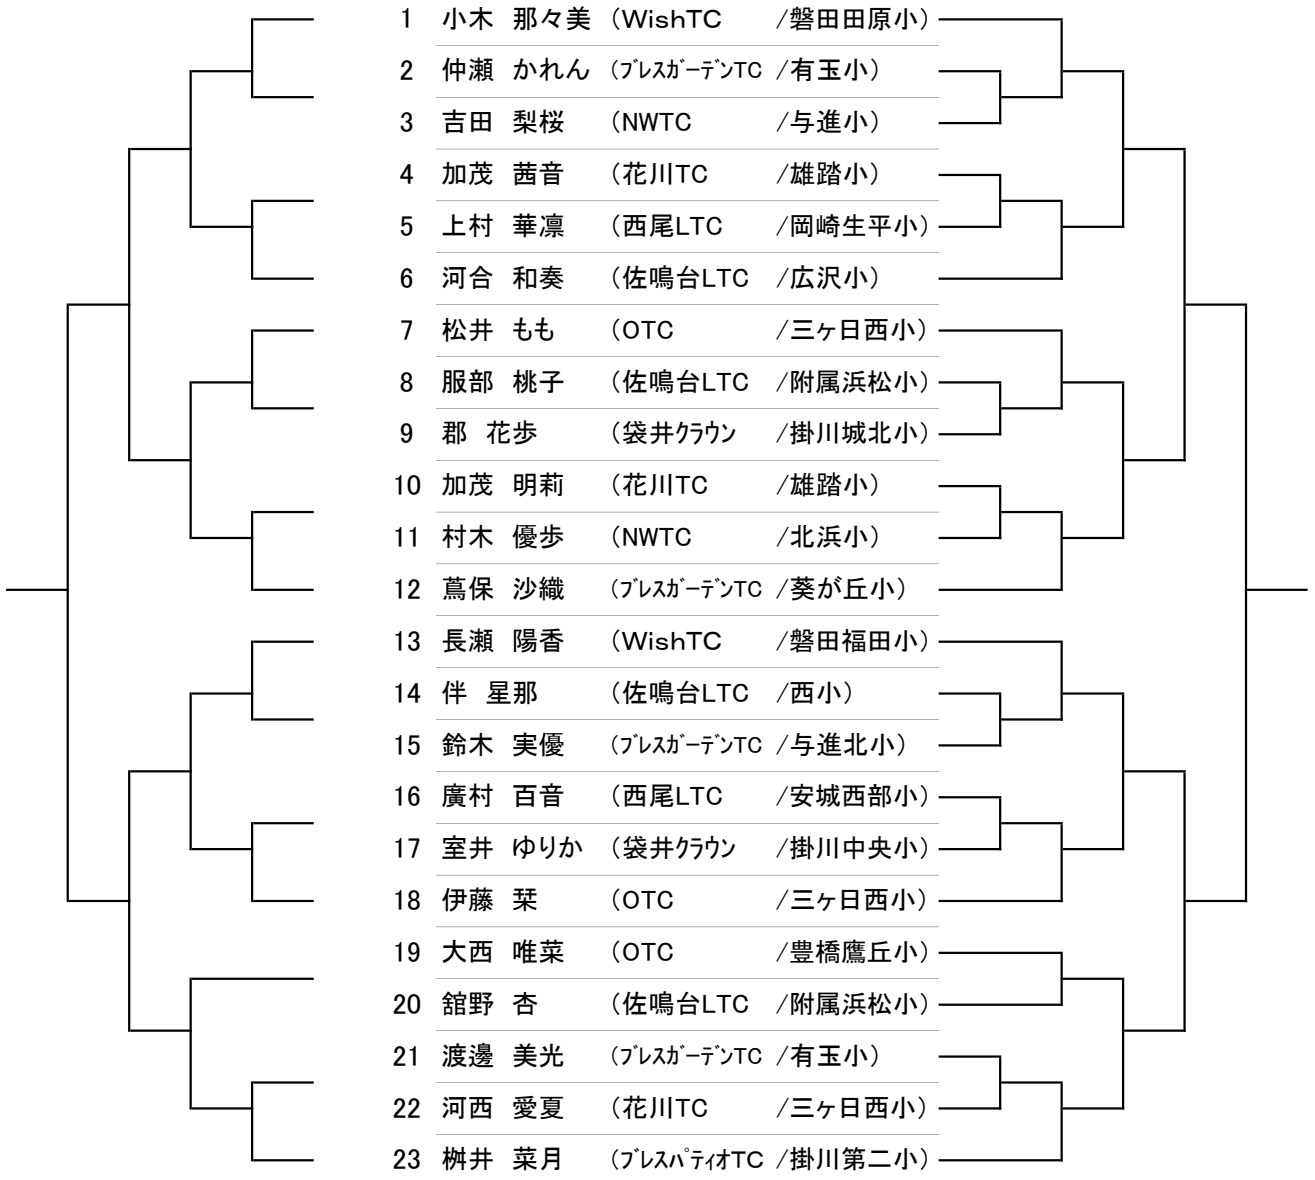 1 小木 那々美 (WishTC /磐田田原小)
2 仲瀬 かれん (ブレスガーデンTC /有玉小)
3 吉田 梨桜 (NWTC /与進小)
4 加茂 茜音 (花川TC /雄踏小)
5 上村 華凛 (西尾LTC /岡崎生平小)
6 河合 和奏 (佐鳴台LTC /広沢小)
7 松井 もも (OTC /三ヶ日西小)
8 服部 桃子 (佐鳴台LTC /附属浜松小)
9 郡 花歩 (袋井クラウン /掛川城北小)
10 加茂 明莉 (花川TC /雄踏小)
11 村木 優歩 (NWTC /北浜小)
12 蔦保 沙織 (ブレスガーデンTC /葵が丘小)
13 長瀬 陽香 (WishTC /磐田福田小)
14 伴 星那 (佐鳴台LTC /西小)
15 鈴木 実優 (ブレスガーデンTC /与進北小)
16 廣村 百音 (西尾LTC /安城西部小)
17 室井 ゆりか (袋井クラウン /掛川中央小)
18 伊藤 栞 (OTC /三ヶ日西小)
19 大西 唯菜 (OTC /豊橋鷹丘小)
20 舘野 杏 (佐鳴台LTC /附属浜松小)
21 渡邊 美光 (ブレスガーデンTC /有玉小)
22 河西 愛夏 (花川TC /三ヶ日西小)
23 桝井 菜月 (ブレスパティオTC /掛川第二小)